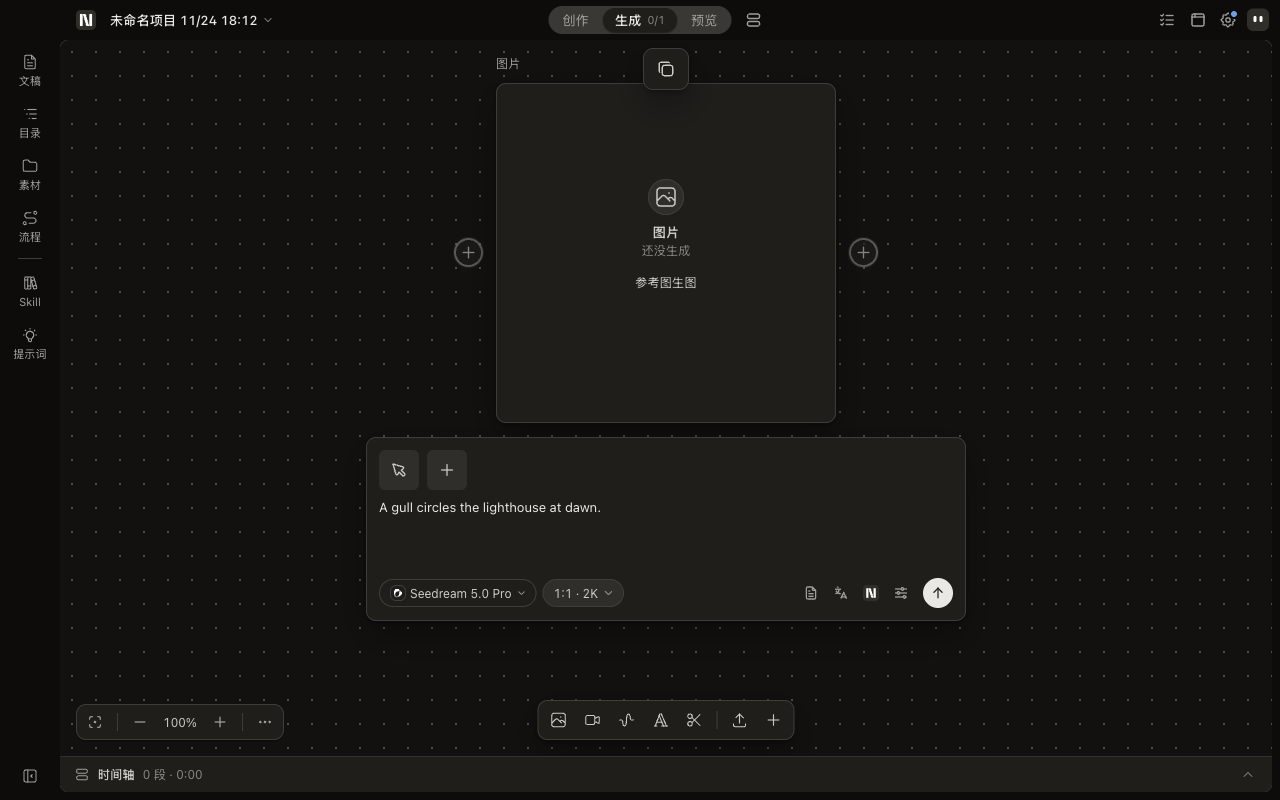 未命名项目 11/24 18:12
创作
生成 0/1
预览
文稿
目录
素材
流程
Skill
提示词
图片
图片
还没生成
参考图生图
A gull circles the lighthouse at dawn.
Seedream 5.0 Pro
1:1 · 2K
100%
时间轴 0 段 · 0:00